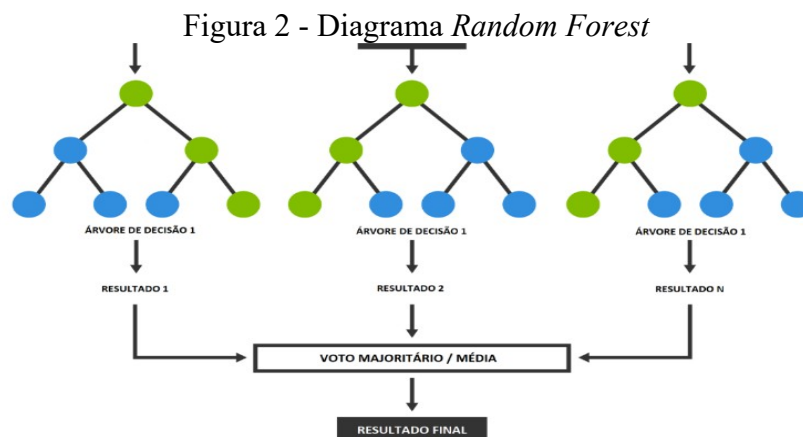 Figura 2 - Diagrama Random Forest
ÁRVORE DE DECISÃO 1
ÁRVORE DE DECISÃO 1
ÁRVORE DE DECISÃO 1
RESULTADO 1
RESULTADO 2
RESULTADO N
VOTO MAJORITÁRIO / MÉDIA
RESULTADO FINAL